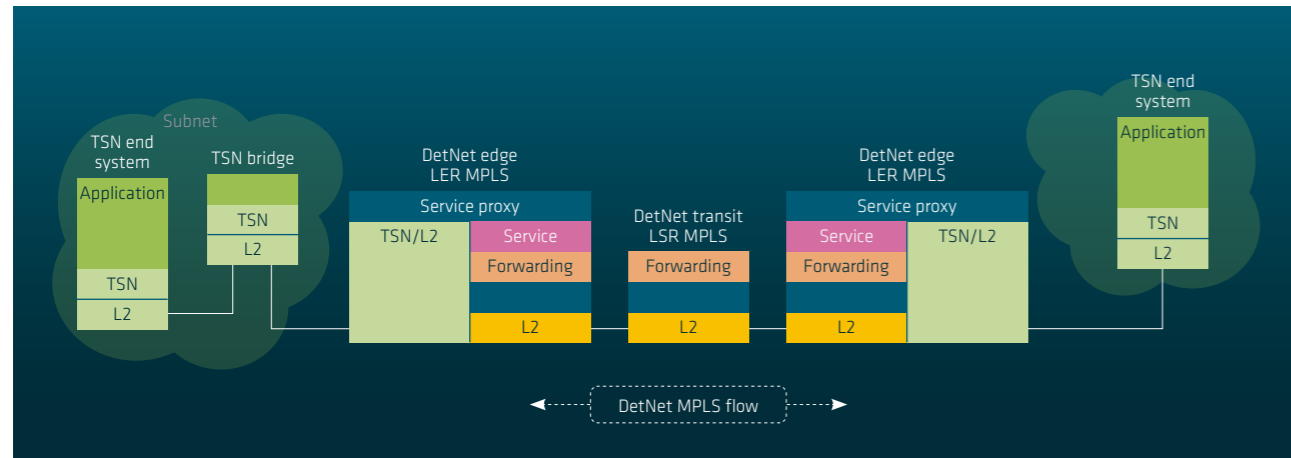 Subnet
TSN end
system
Application
TSN
L2
TSN bridge
TSN
L2
DetNet edge
LER MPLS
Service proxy
TSN/L2
Service
Forwarding
L2
DetNet transit
LSR MPLS
Forwarding
L2
DetNet edge
LER MPLS
Service proxy
Service
TSN/L2
Forwarding
L2
TSN end
system
Application
TSN
L2
DetNet MPLS flow